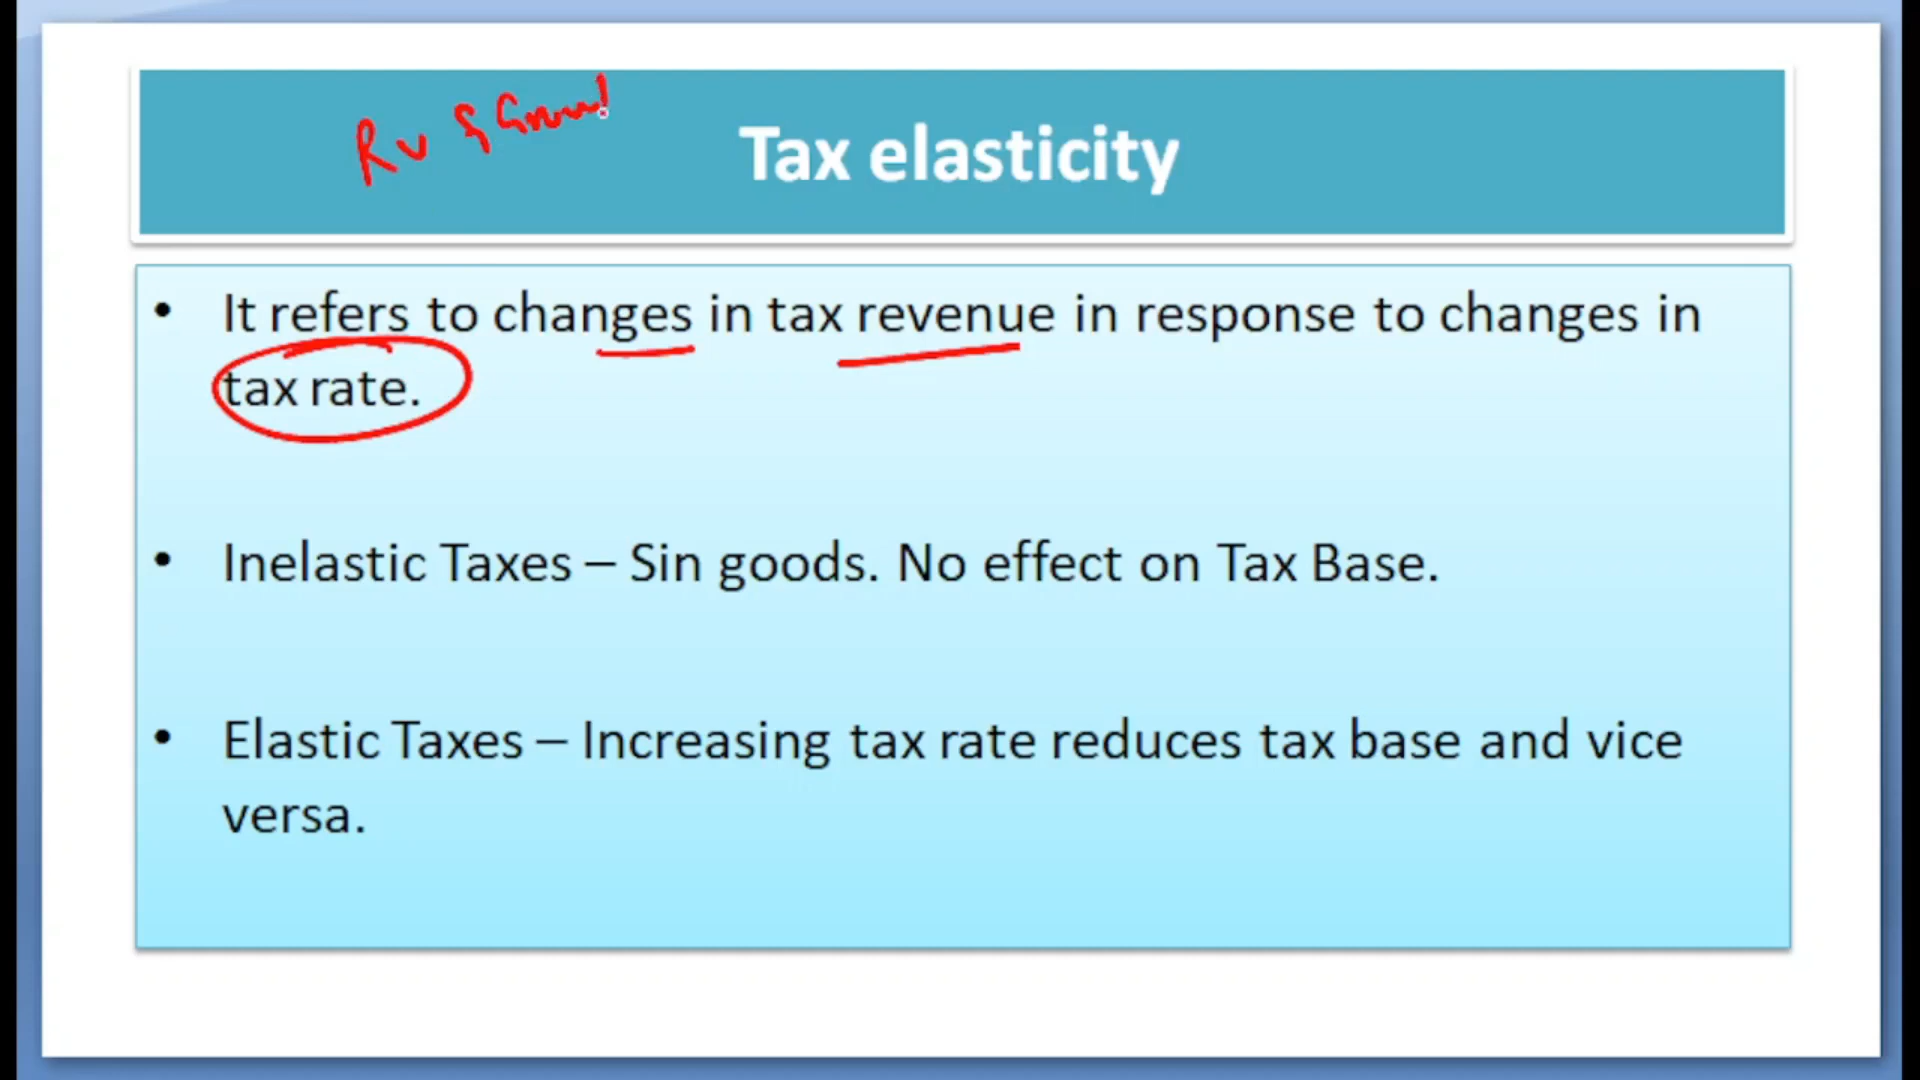 Tax elasticity
• It refers to changes in tax revenue in response to changes in
tax rate.
• Inelastic Taxes – Sin goods. No effect on Tax Base.
• Elastic Taxes – Increasing tax rate reduces tax base and vice
versa.